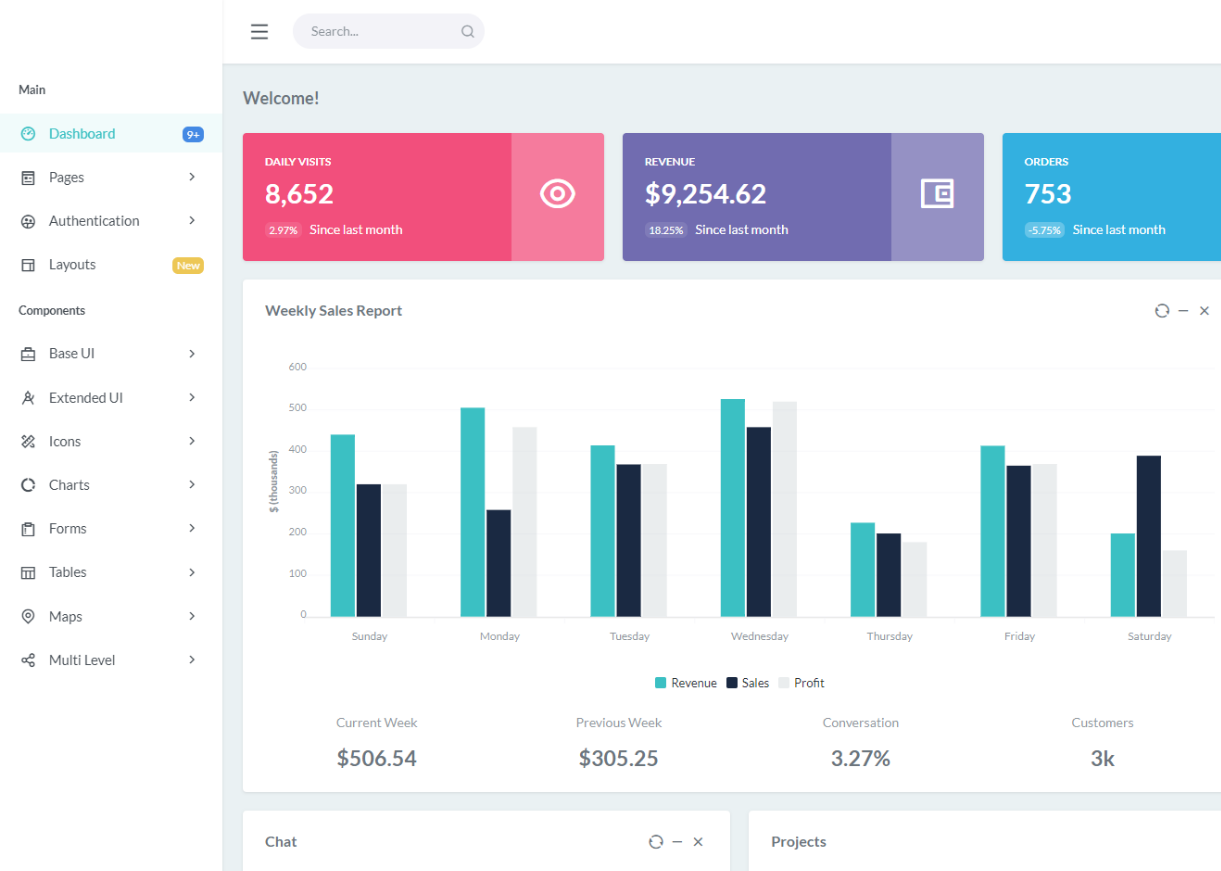 Search...
Main
Dashboard 9+
Pages
Authentication
Layouts New
Components
Base UI
Extended UI
Icons
Charts
Forms
Tables
Maps
Multi Level
Welcome!
DAILY VISITS
8,652
2.97% Since last month
REVENUE
$9,254.62
18.25% Since last month
ORDERS
753
-5.75% Since last month
Weekly Sales Report
$ (thousands)
600
500
400
300
200
100
0
Sunday Monday Tuesday Wednesday Thursday Friday Saturday
Revenue Sales Profit
Current Week
$506.54
Previous Week
$305.25
Conversation
3.27%
Customers
3k
Chat
Projects